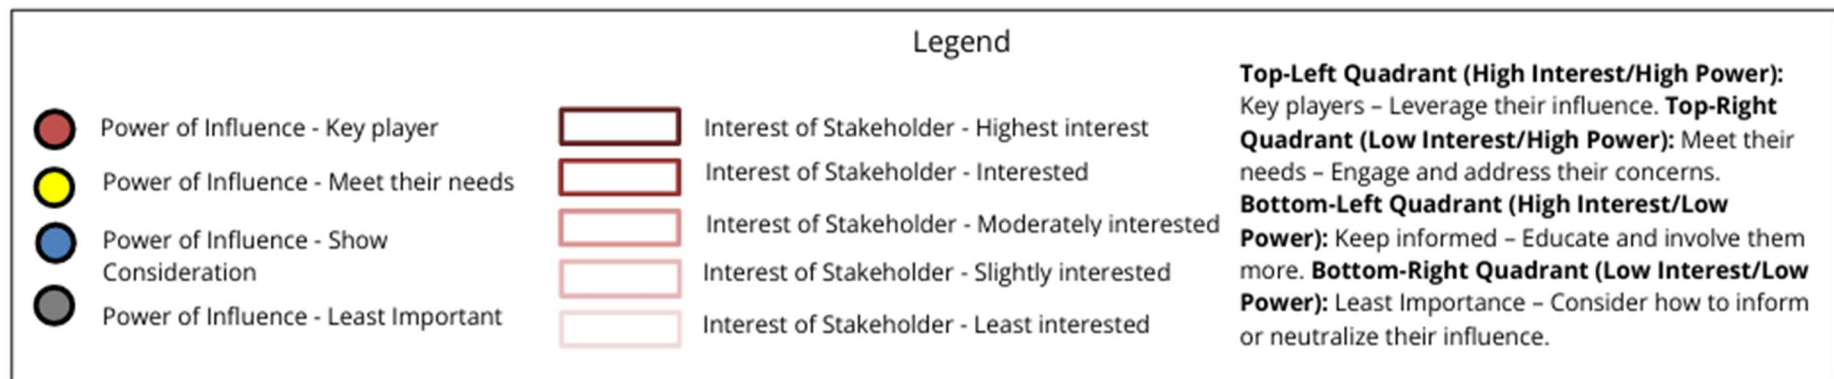 Legend
Power of Influence - Key player
Power of Influence - Meet their needs
Power of Influence - Show
Consideration
Power of Influence - Least Important
Interest of Stakeholder - Highest interest
Interest of Stakeholder - Interested
Interest of Stakeholder - Moderately interested
Interest of Stakeholder - Slightly interested
Interest of Stakeholder - Least interested
Top-Left Quadrant (High Interest/High Power):
Key players – Leverage their influence. Top-Right
Quadrant (Low Interest/High Power): Meet their
needs – Engage and address their concerns.
Bottom-Left Quadrant (High Interest/Low
Power): Keep informed – Educate and involve them
more. Bottom-Right Quadrant (Low Interest/Low
Power): Least Importance – Consider how to inform
or neutralize their influence.